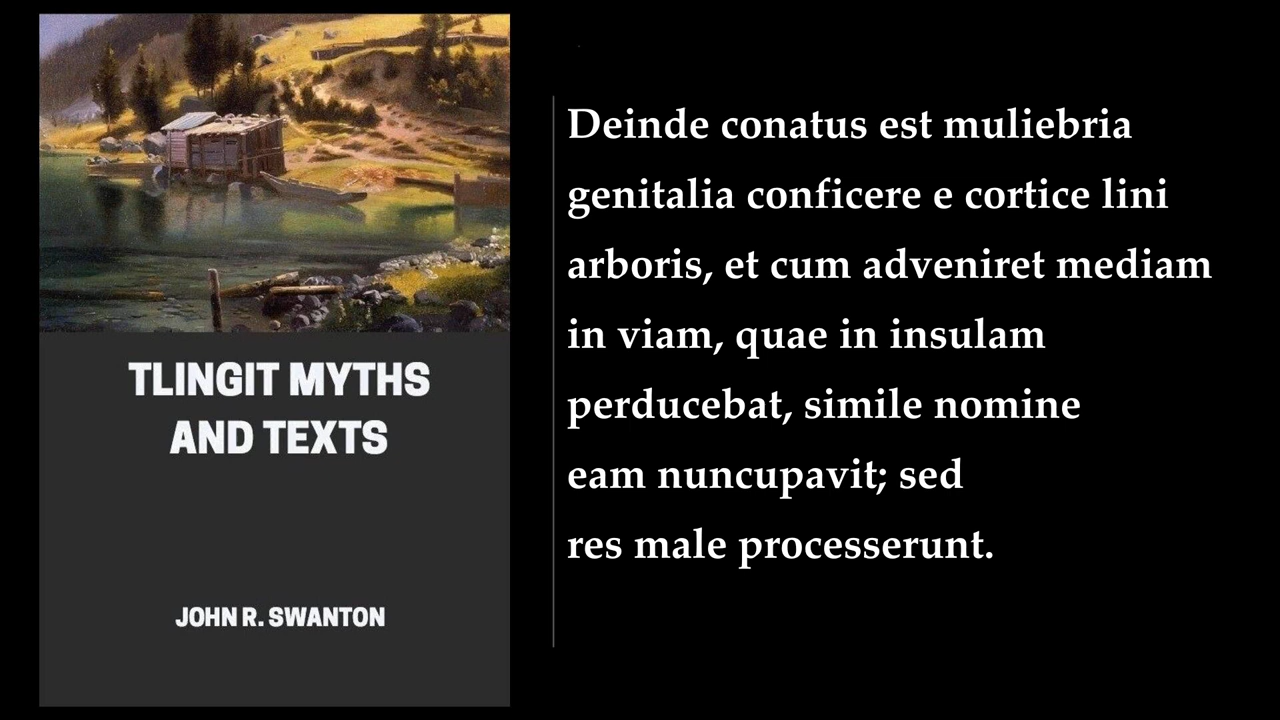 TLINGIT MYTHS
AND TEXTS
JOHN R. SWANTON
Deinde conatus est muliebria
genitalia conficere e cortice lini
arboris, et cum adveniret mediam
in viam, quae in insulam
perducebat, simile nomine
eam nuncupavit; sed
res male processerunt.